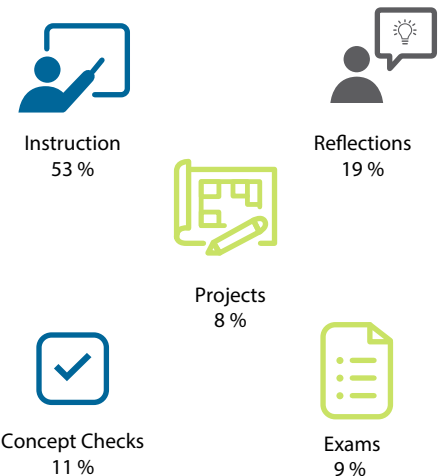 Instruction
53 %
Reflections
19 %
Projects
8 %
Concept Checks
11 %
Exams
9 %